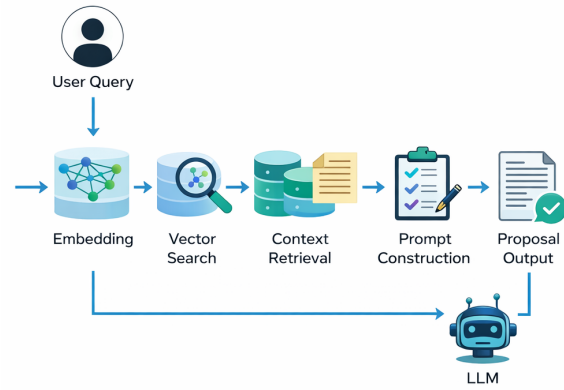 User Query
Embedding
Vector
Search
Context
Retrieval
Prompt
Construction
Proposal
Output
LLM